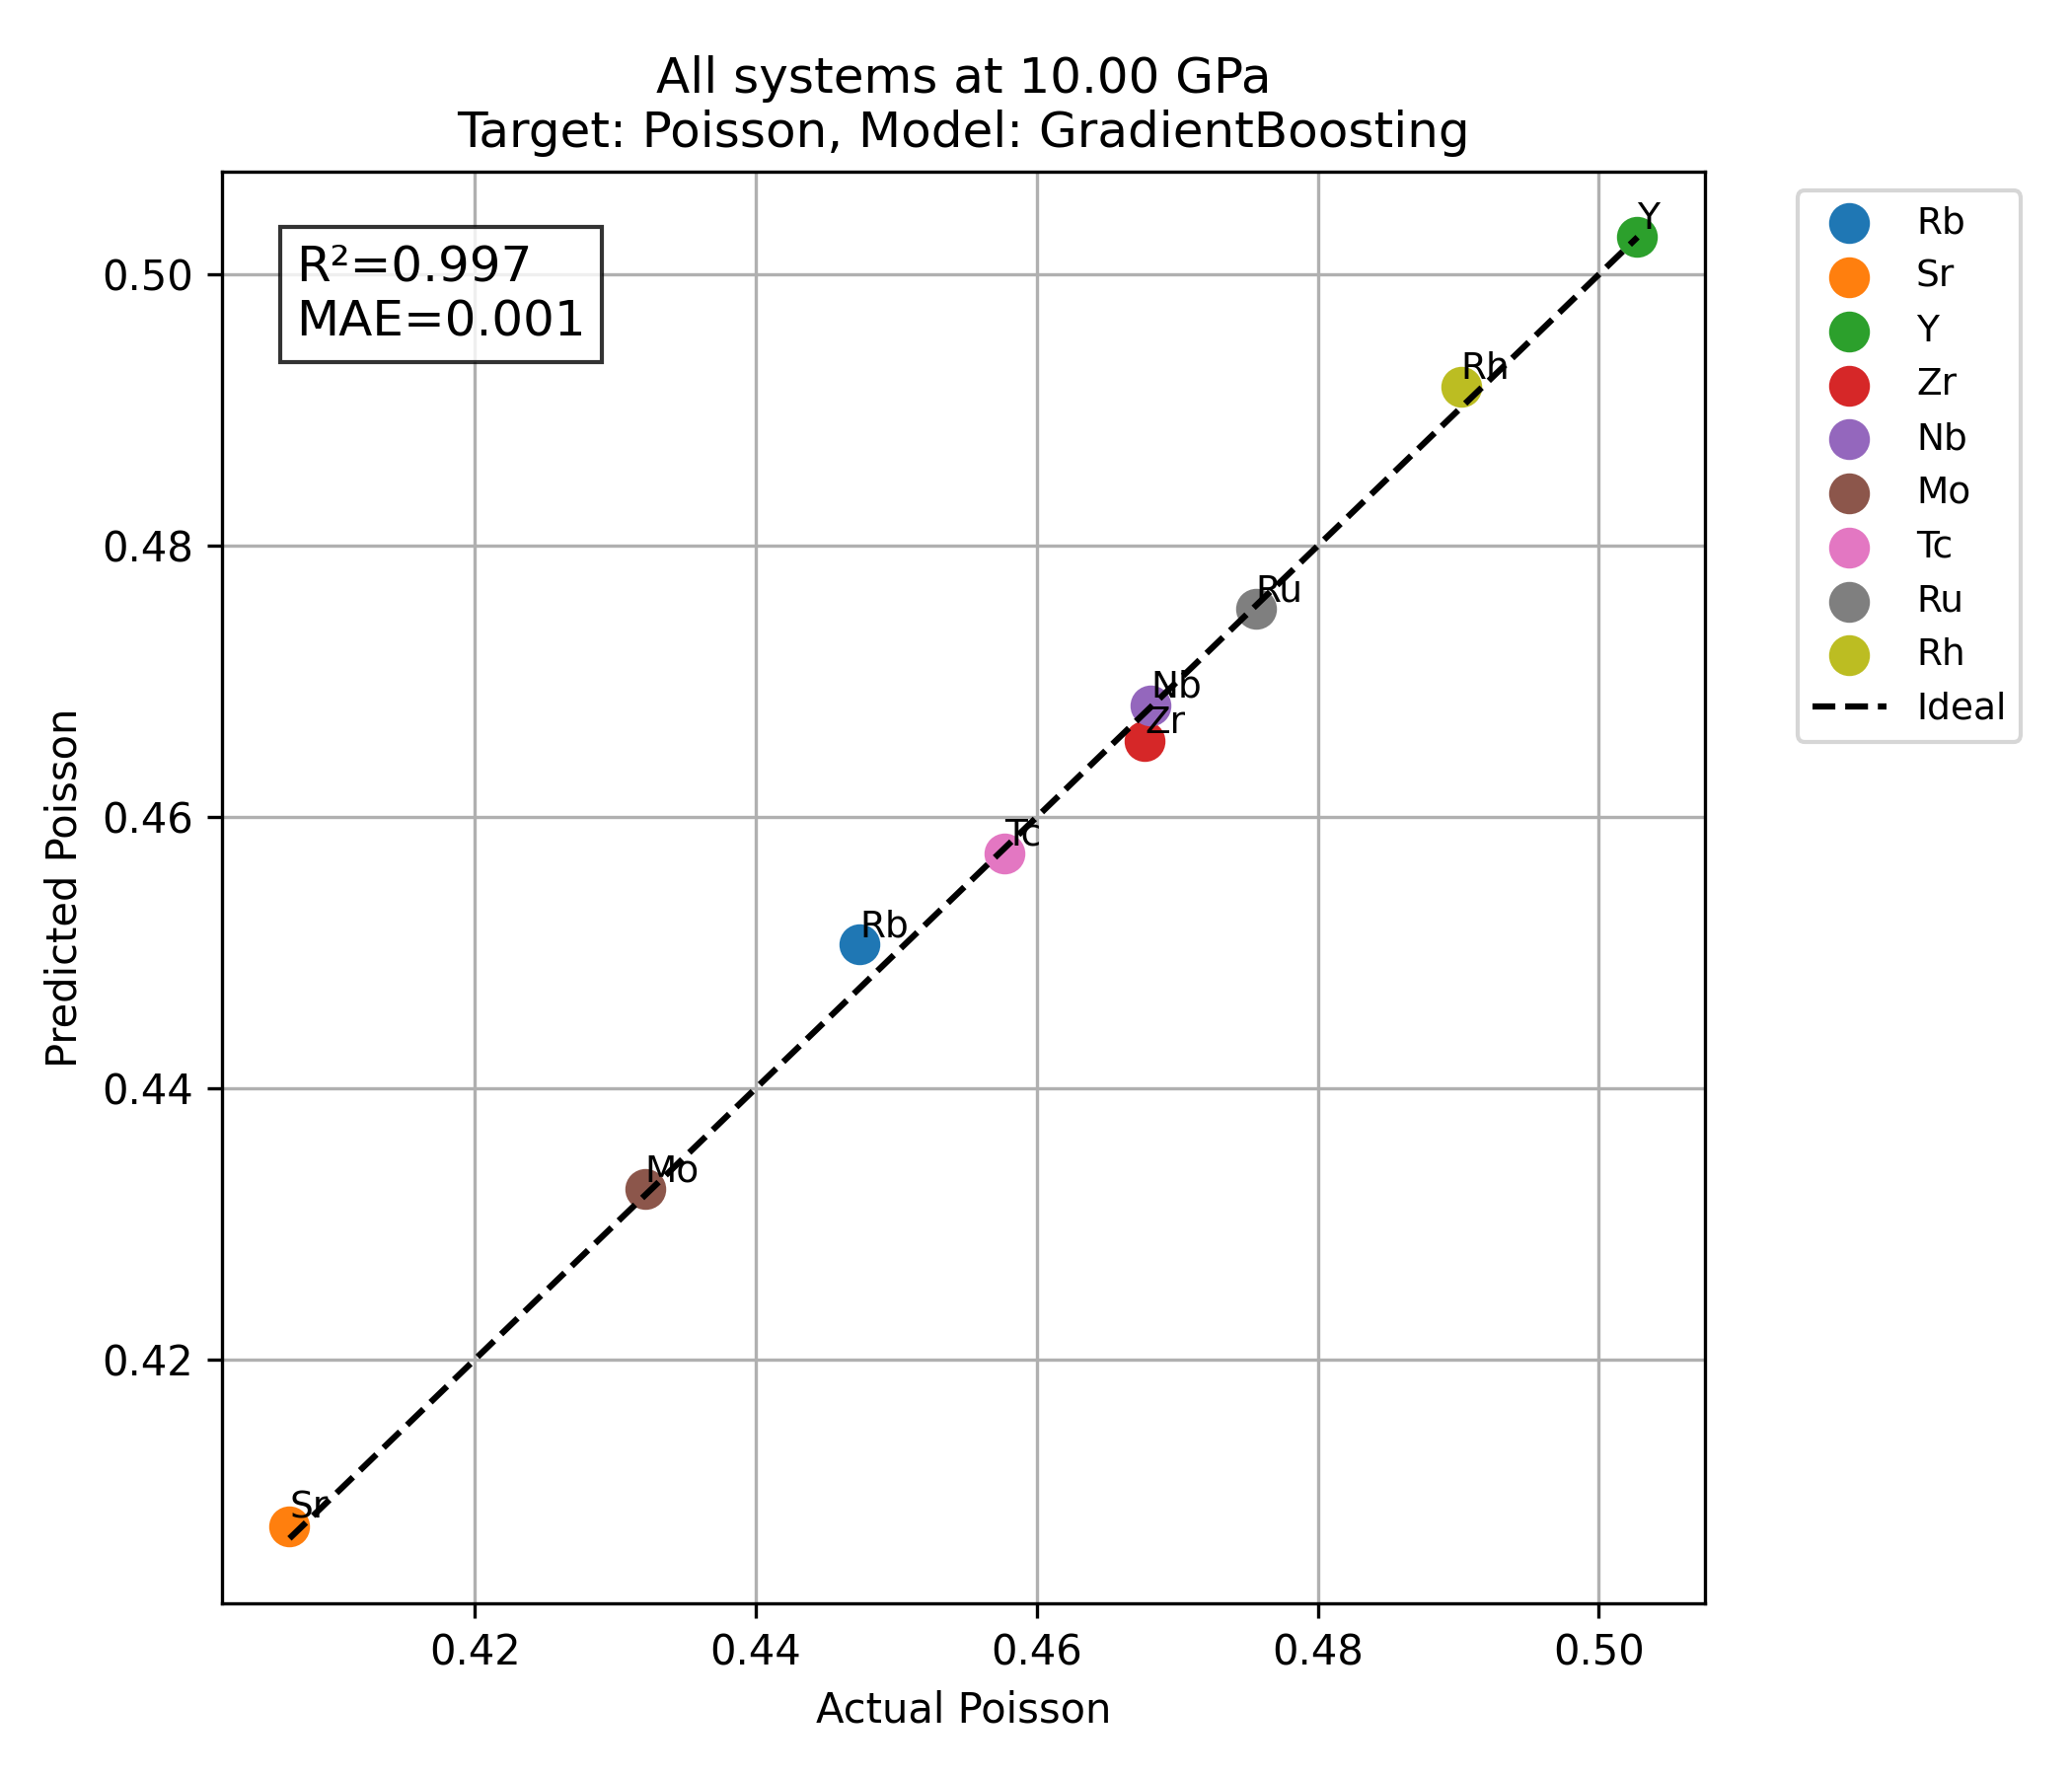 All systems at 10.00 GPa
Target: Poisson, Model: GradientBoosting
R²=0.997
MAE=0.001
Y
Rh
Ru
Nb
Zr
Tc
Rb
Mo
Sr
0.50
0.48
0.46
0.44
0.42
Predicted Poisson
0.42
0.44
0.46
0.48
0.50
Actual Poisson
Rb
Sr
Y
Zr
Nb
Mo
Tc
Ru
Rh
Ideal